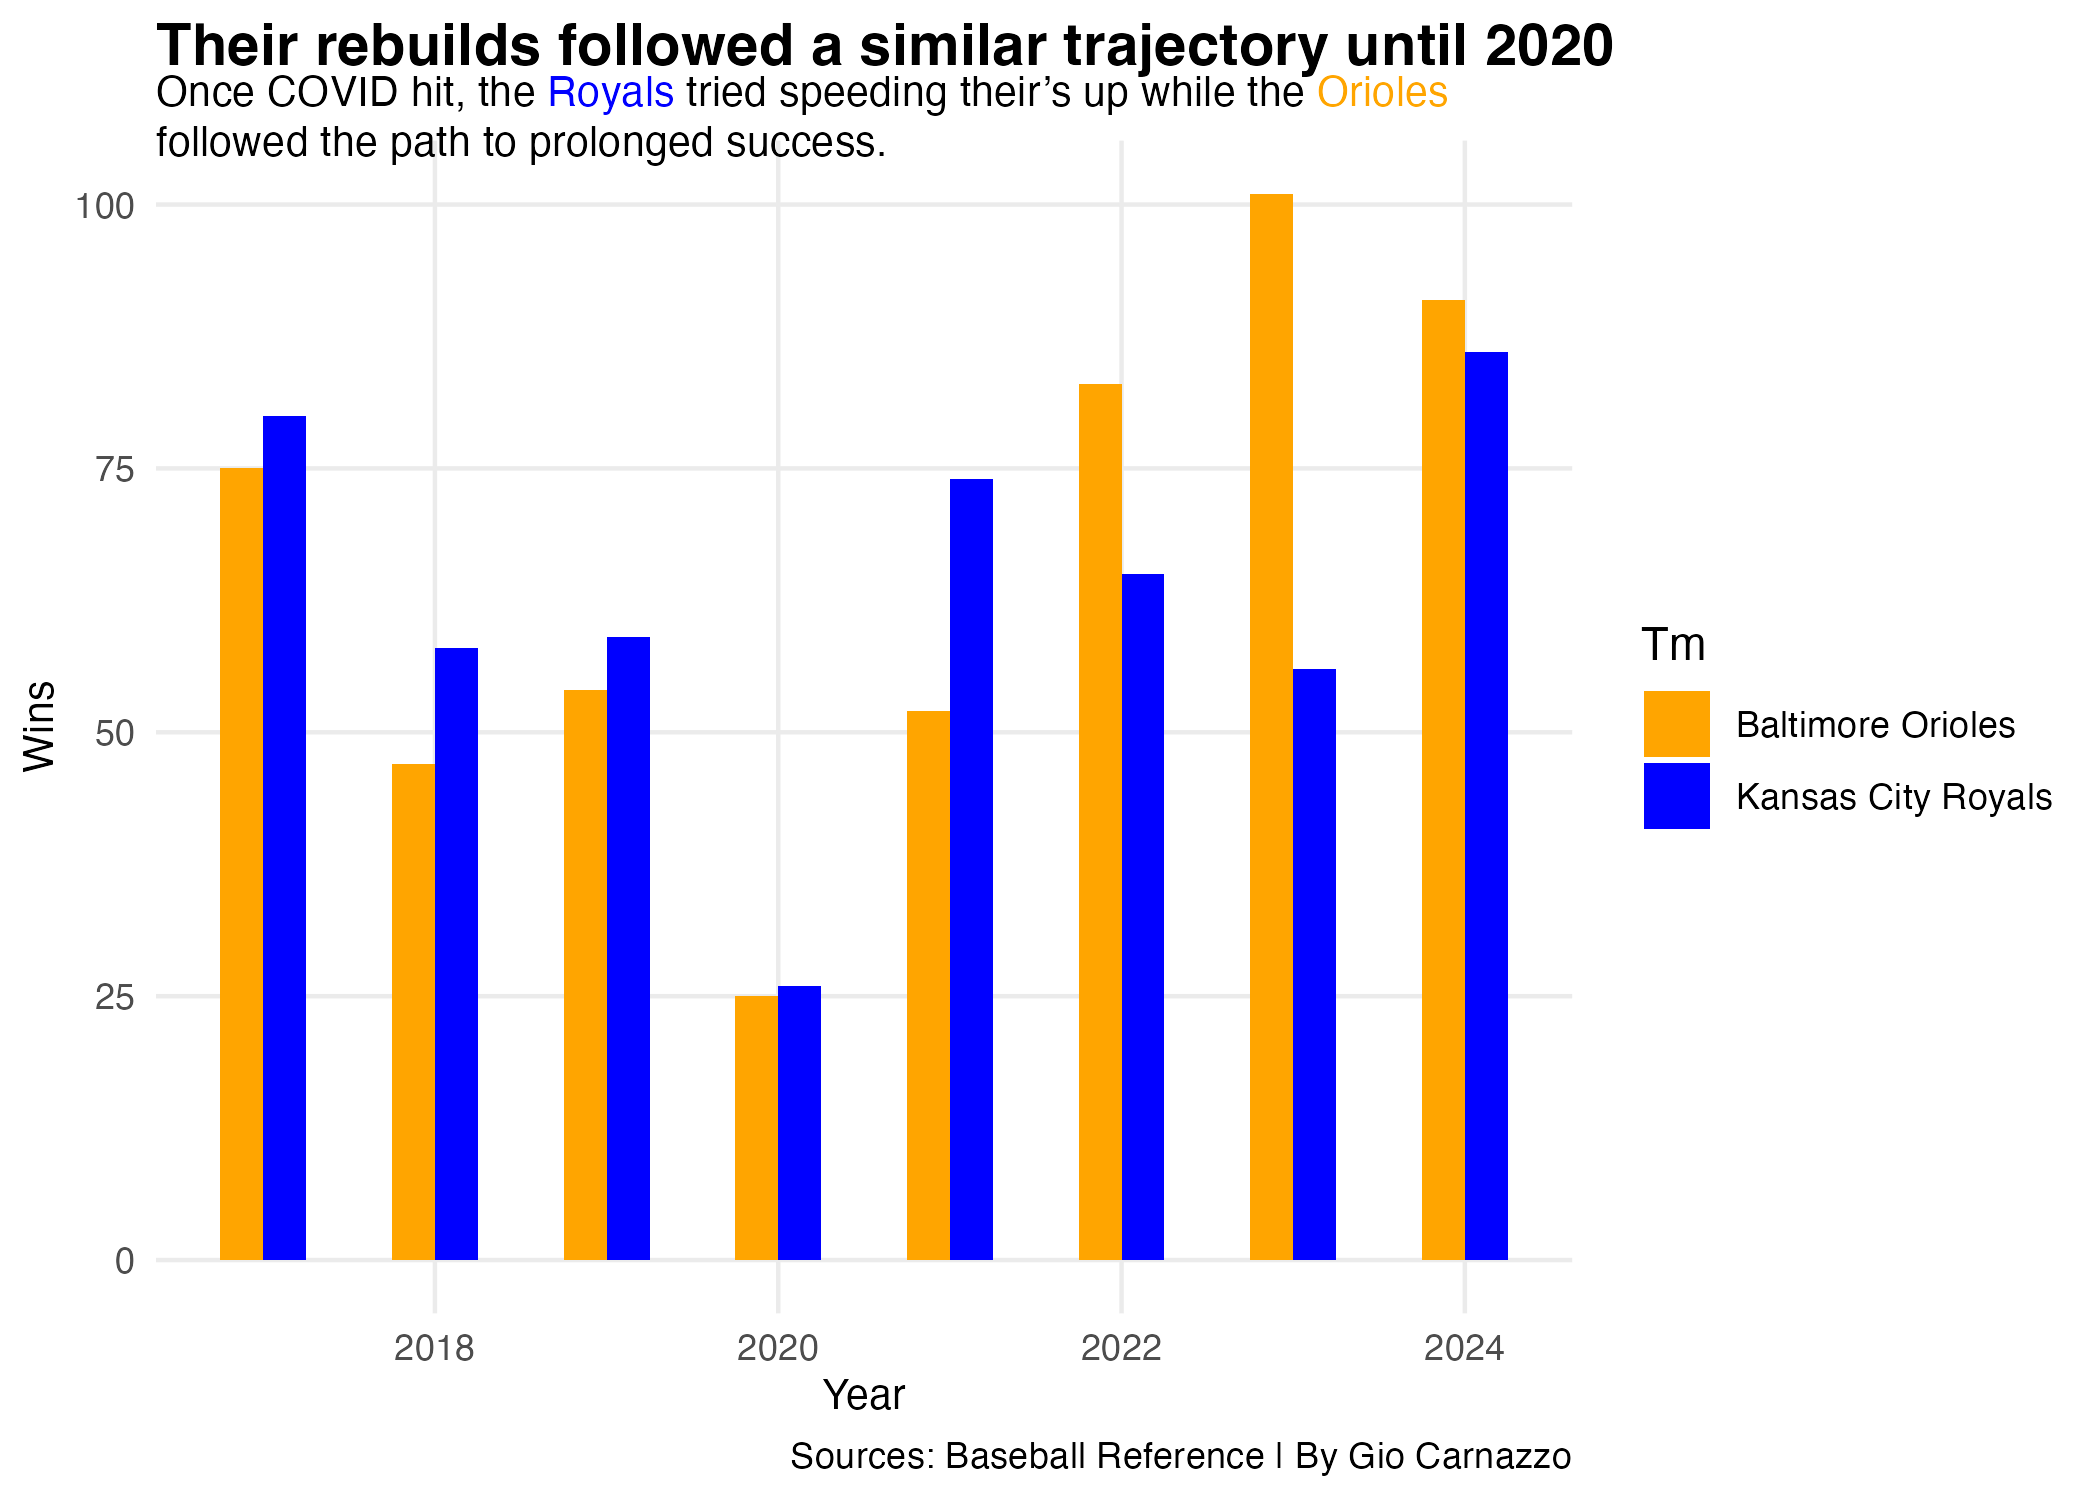 Their rebuilds followed a similar trajectory until 2020
Once COVID hit, the Royals tried speeding their’s up while the Orioles
followed the path to prolonged success.
100
75
50
25
0
Wins
2018 2020 2022 2024
Year
Tm
Baltimore Orioles
Kansas City Royals
Sources: Baseball Reference | By Gio Carnazzo